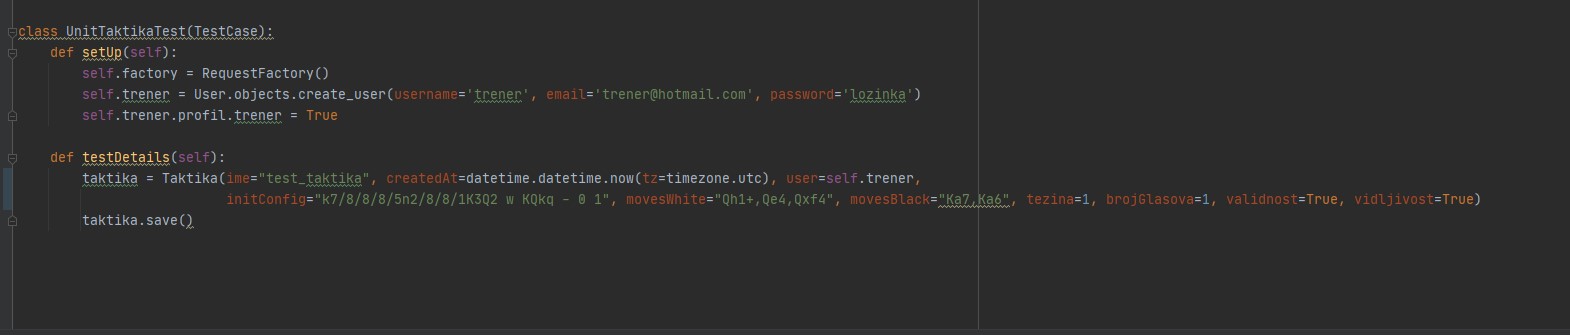 class UnitTaktikaTest(TestCase):
    def setUp(self):
        self.factory = RequestFactory()
        self.trener = User.objects.create_user(username='trener', email='trener@hotmail.com', password='lozinka')
        self.trener.profil.trener = True
    def testDetails(self):
        taktika = Taktika(ime="test_taktika", createdAt=datetime.datetime.now(tz=timezone.utc), user=self.trener,
                          initConfig="k7/8/8/8/5n2/8/8/1K3Q2 w KQkq - 0 1", movesWhite="Qh1+,Qe4,Qxf4", movesBlack="Ka7,Ka6", tezina=1, brojGlasova=1, validnost=True, vidljivost=True)
        taktika.save()